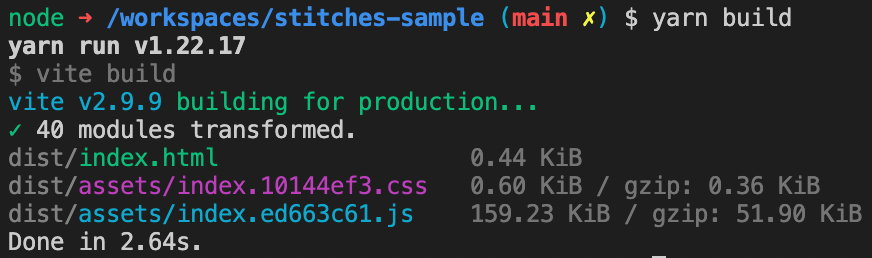 node ➜ /workspaces/stitches-sample (main ✗) $ yarn build
yarn run v1.22.17
$ vite build
vite v2.9.9 building for production...
✓ 40 modules transformed.
dist/index.html                  0.44 KiB
dist/assets/index.10144ef3.css   0.60 KiB / gzip: 0.36 KiB
dist/assets/index.ed663c61.js    159.23 KiB / gzip: 51.90 KiB
Done in 2.64s.